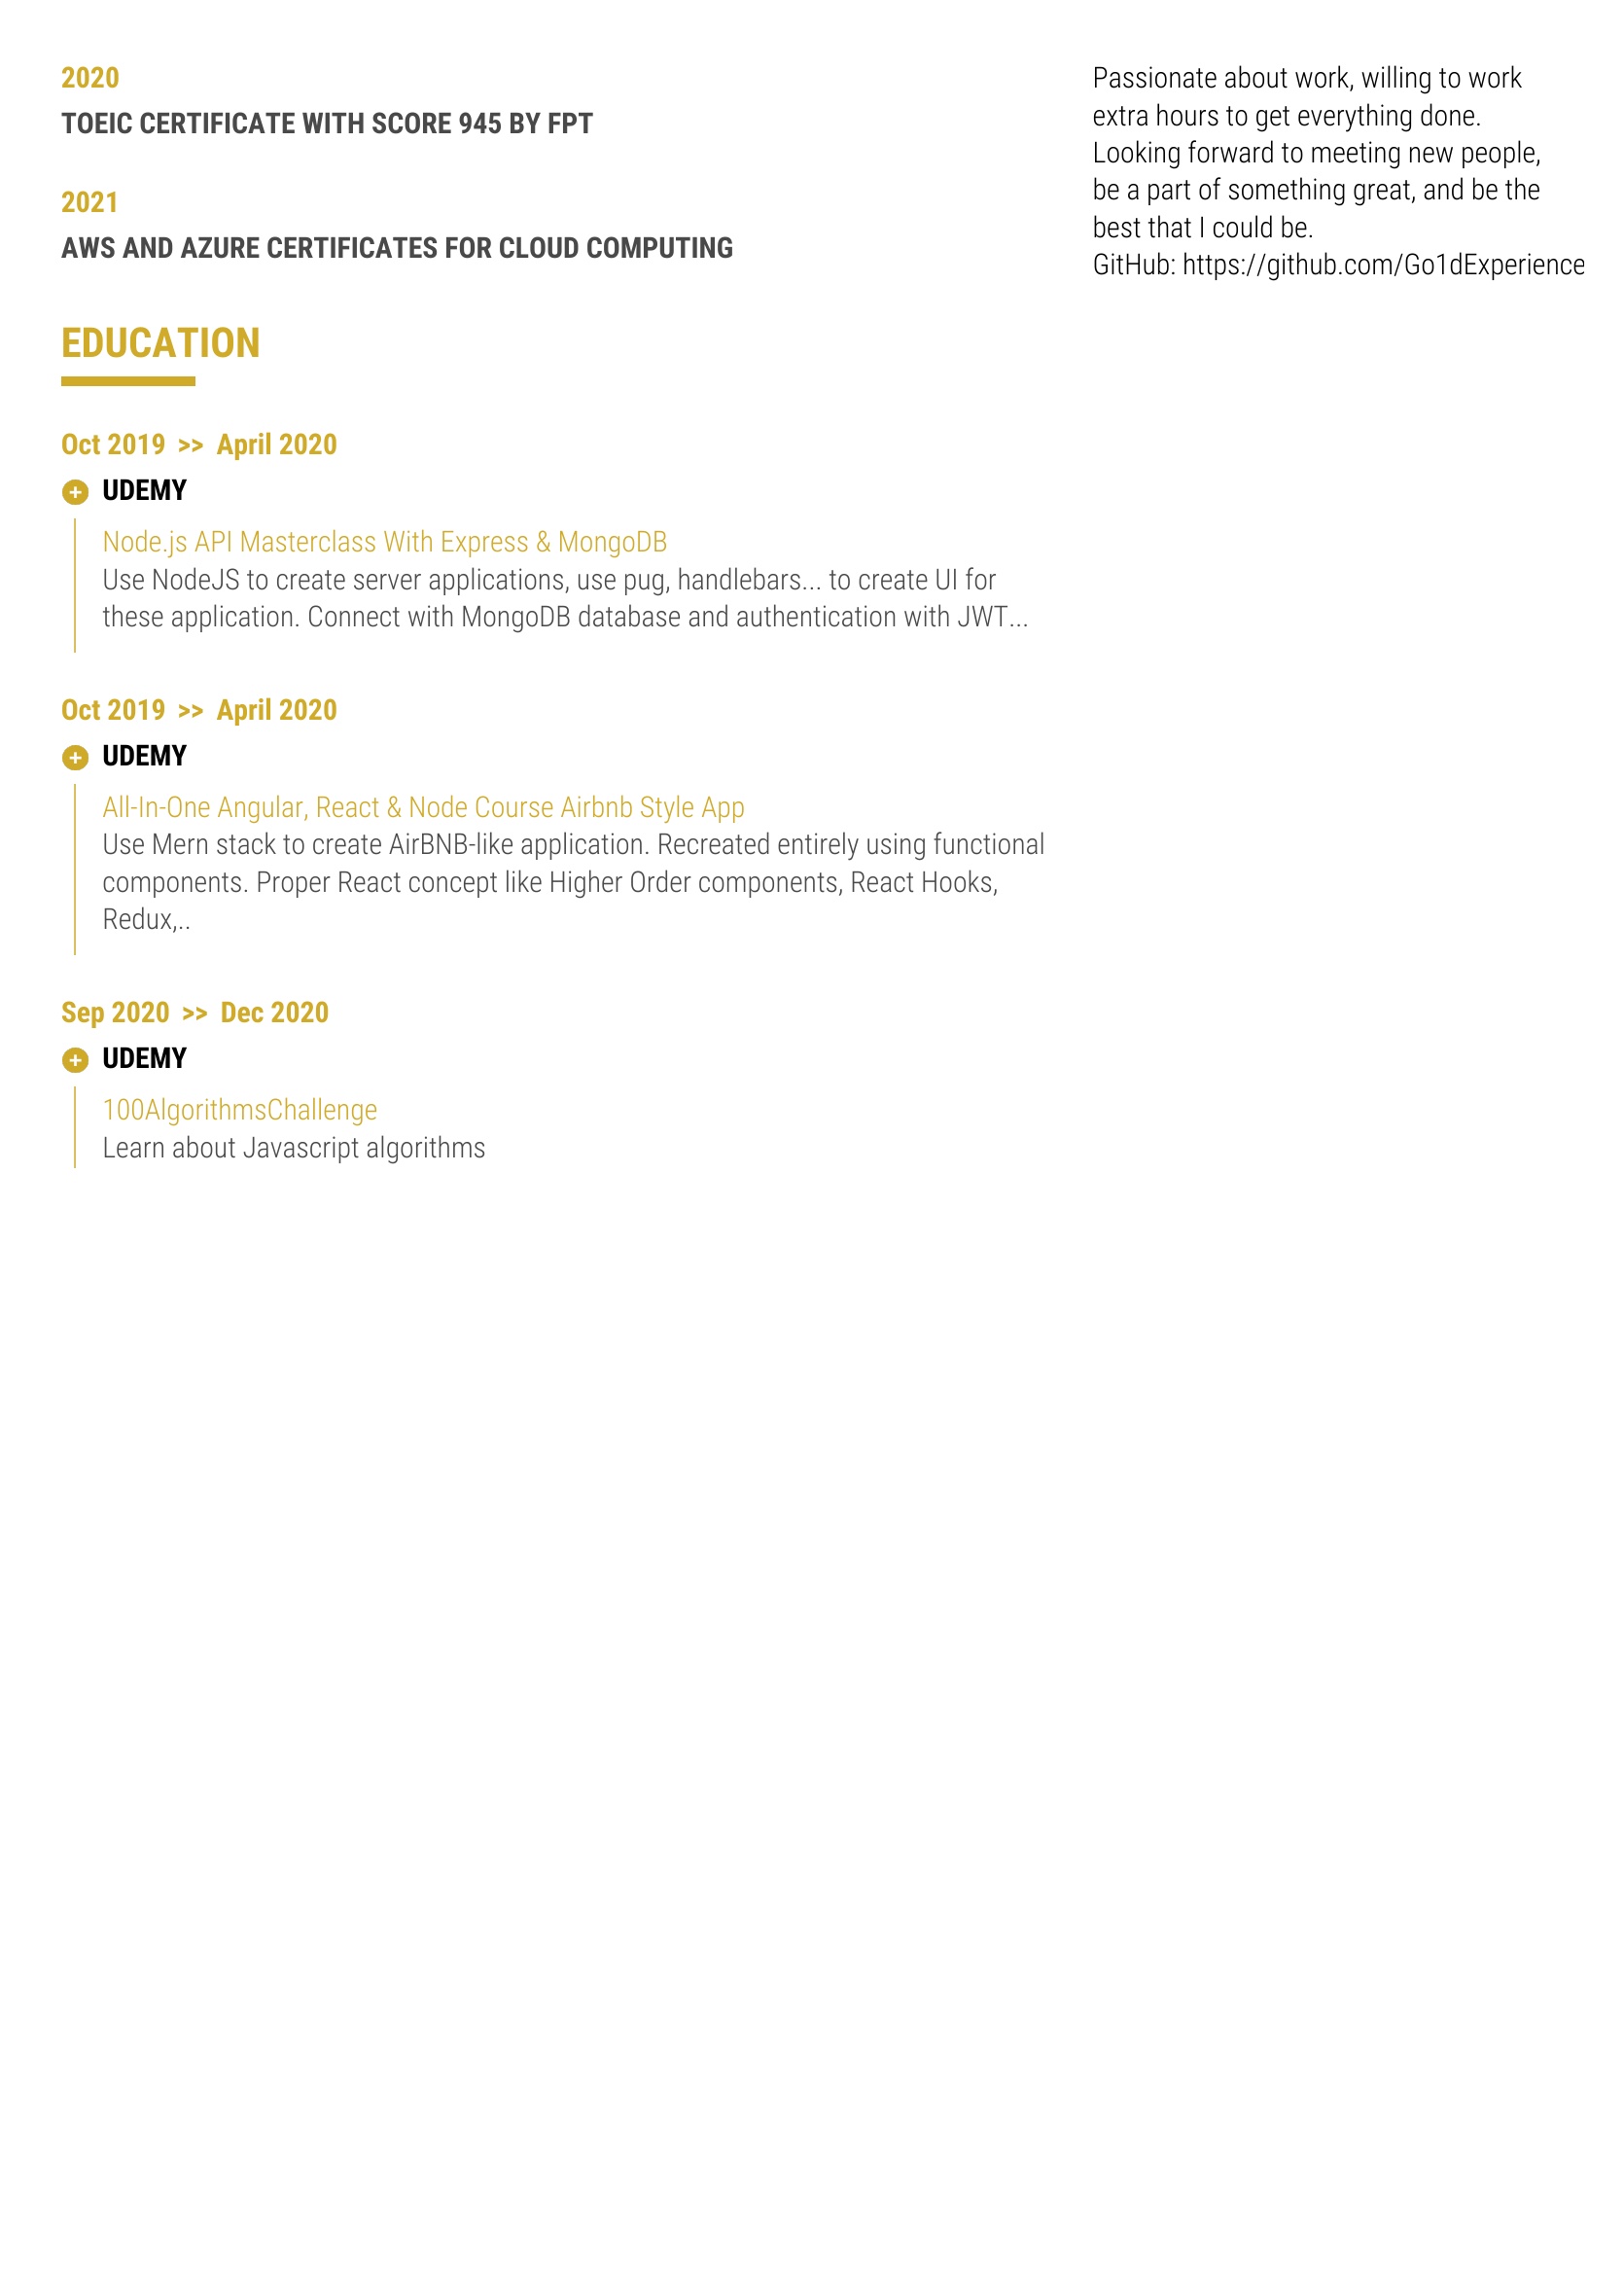 2020
TOEIC CERTIFICATE WITH SCORE 945 BY FPT
2021
AWS AND AZURE CERTIFICATES FOR CLOUD COMPUTING
EDUCATION
Oct 2019 >> April 2020
UDEMY
Node.js API Masterclass With Express & MongoDB
Use NodeJS to create server applications, use pug, handlebars... to create UI for
these application. Connect with MongoDB database and authentication with JWT...
Oct 2019 >> April 2020
UDEMY
All-In-One Angular, React & Node Course Airbnb Style App
Use Mern stack to create AirBNB-like application. Recreated entirely using functional
components. Proper React concept like Higher Order components, React Hooks,
Redux,..
Sep 2020 >> Dec 2020
UDEMY
100AlgorithmsChallenge
Learn about Javascript algorithms
Passionate about work, willing to work
extra hours to get everything done.
Looking forward to meeting new people,
be a part of something great, and be the
best that I could be.
GitHub: https://github.com/Go1dExperience